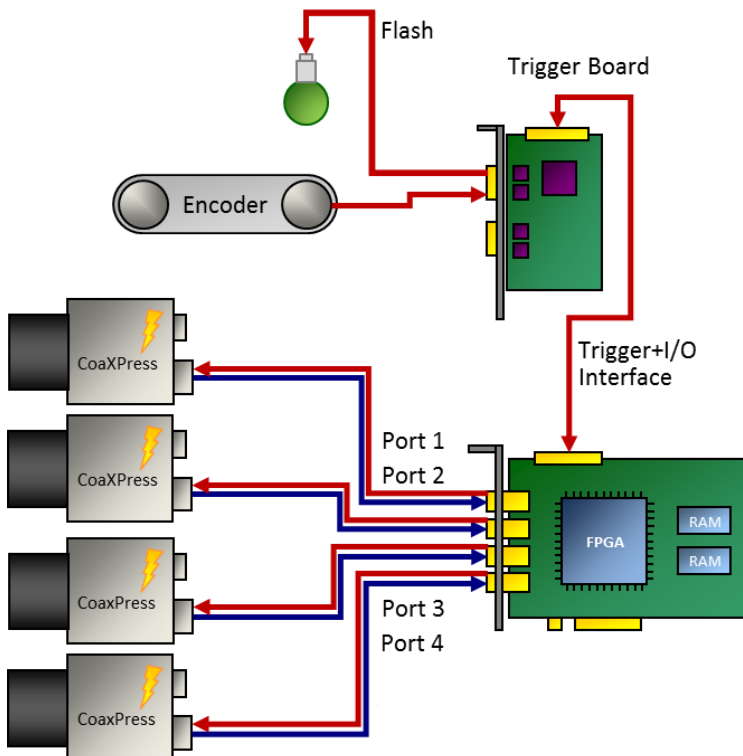 Flash
Trigger Board
Encoder
Trigger+I/O
Interface
CoaXPress
Port 1
CoaXPress
Port 2
FPGA
RAM
RAM
CoaxPress
Port 3
Port 4
CoaxPress